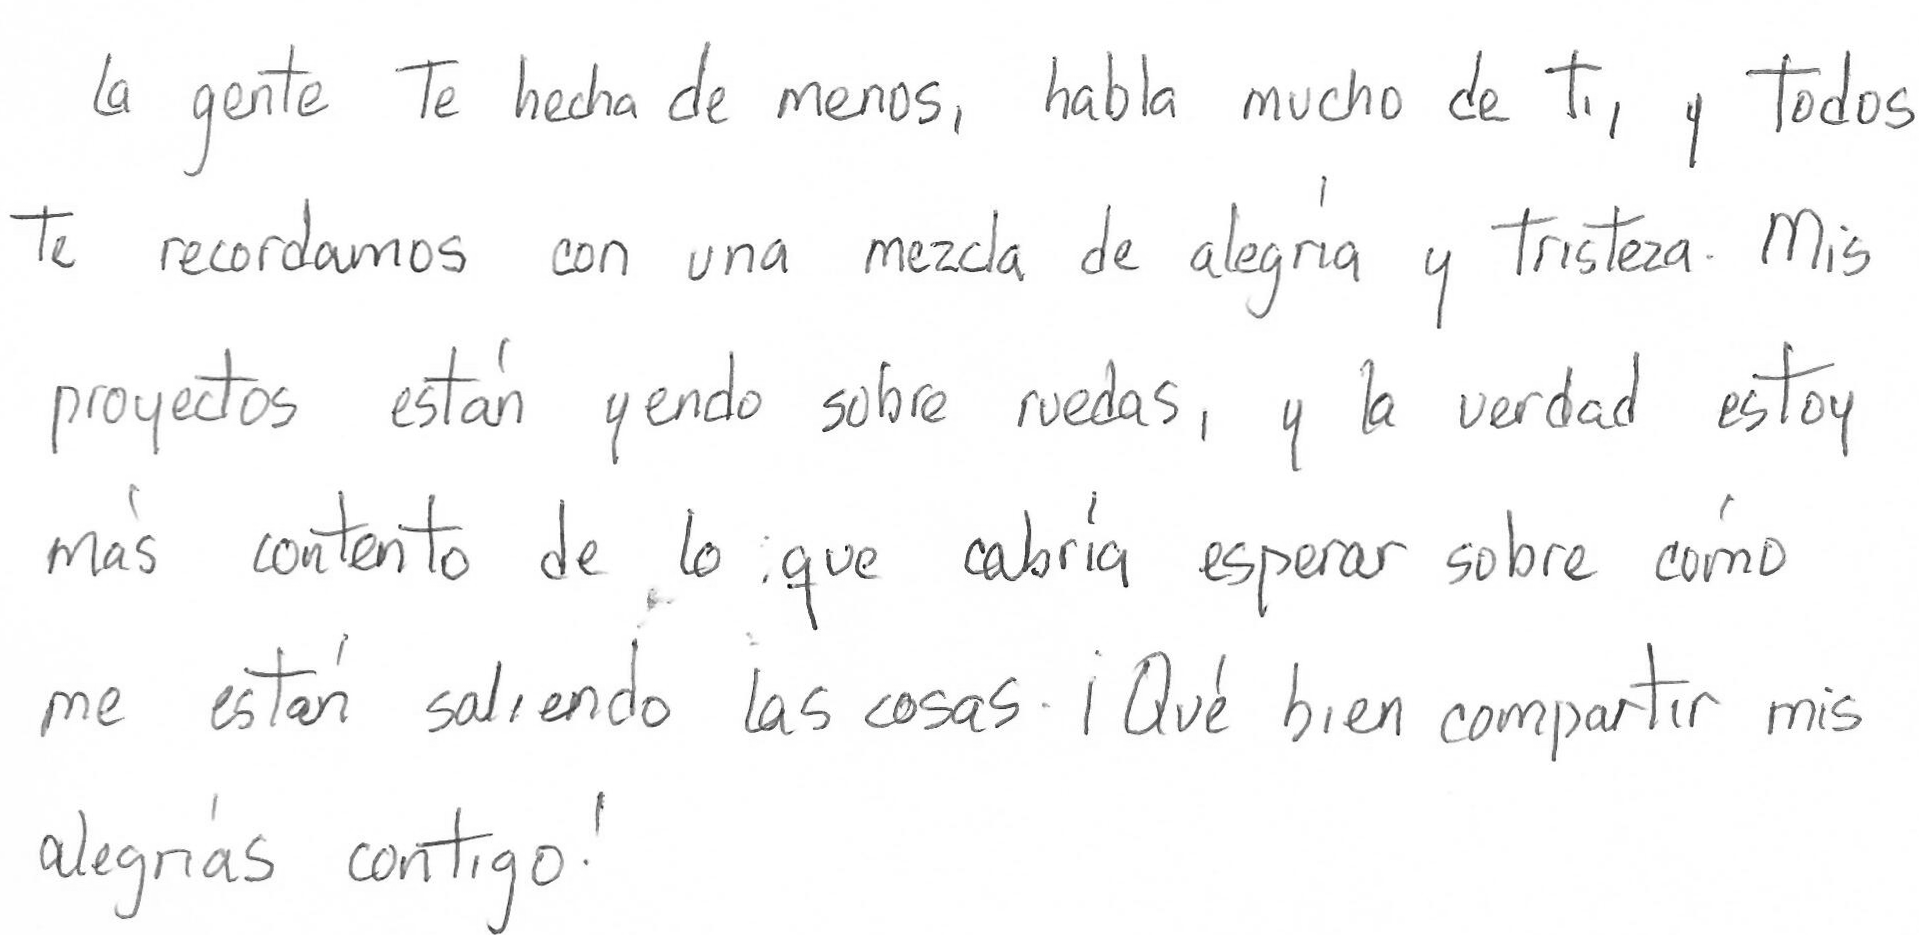 La gente te hecha de menos, habla mucho de ti, y todos
te recordamos con una mezcla de alegría y tristeza. Mis
proyectos están yendo sobre ruedas, y la verdad estoy
más contento de lo que cabría esperar sobre cómo
me están saliendo las cosas. ¡Qué bien compartir mis
alegrías contigo!